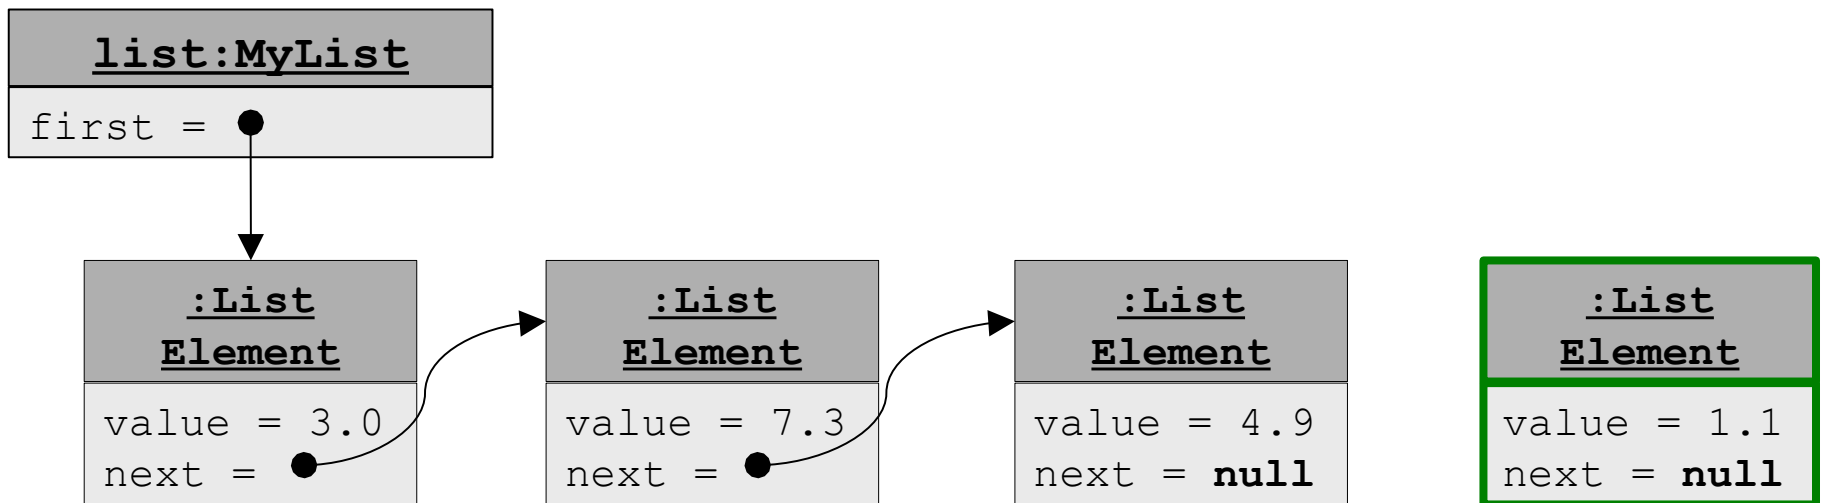 list:MyList
first =
:List
Element
value = 3.0
next =
:List
Element
value = 7.3
next =
:List
Element
value = 4.9
next = null
:List
Element
value = 1.1
next = null